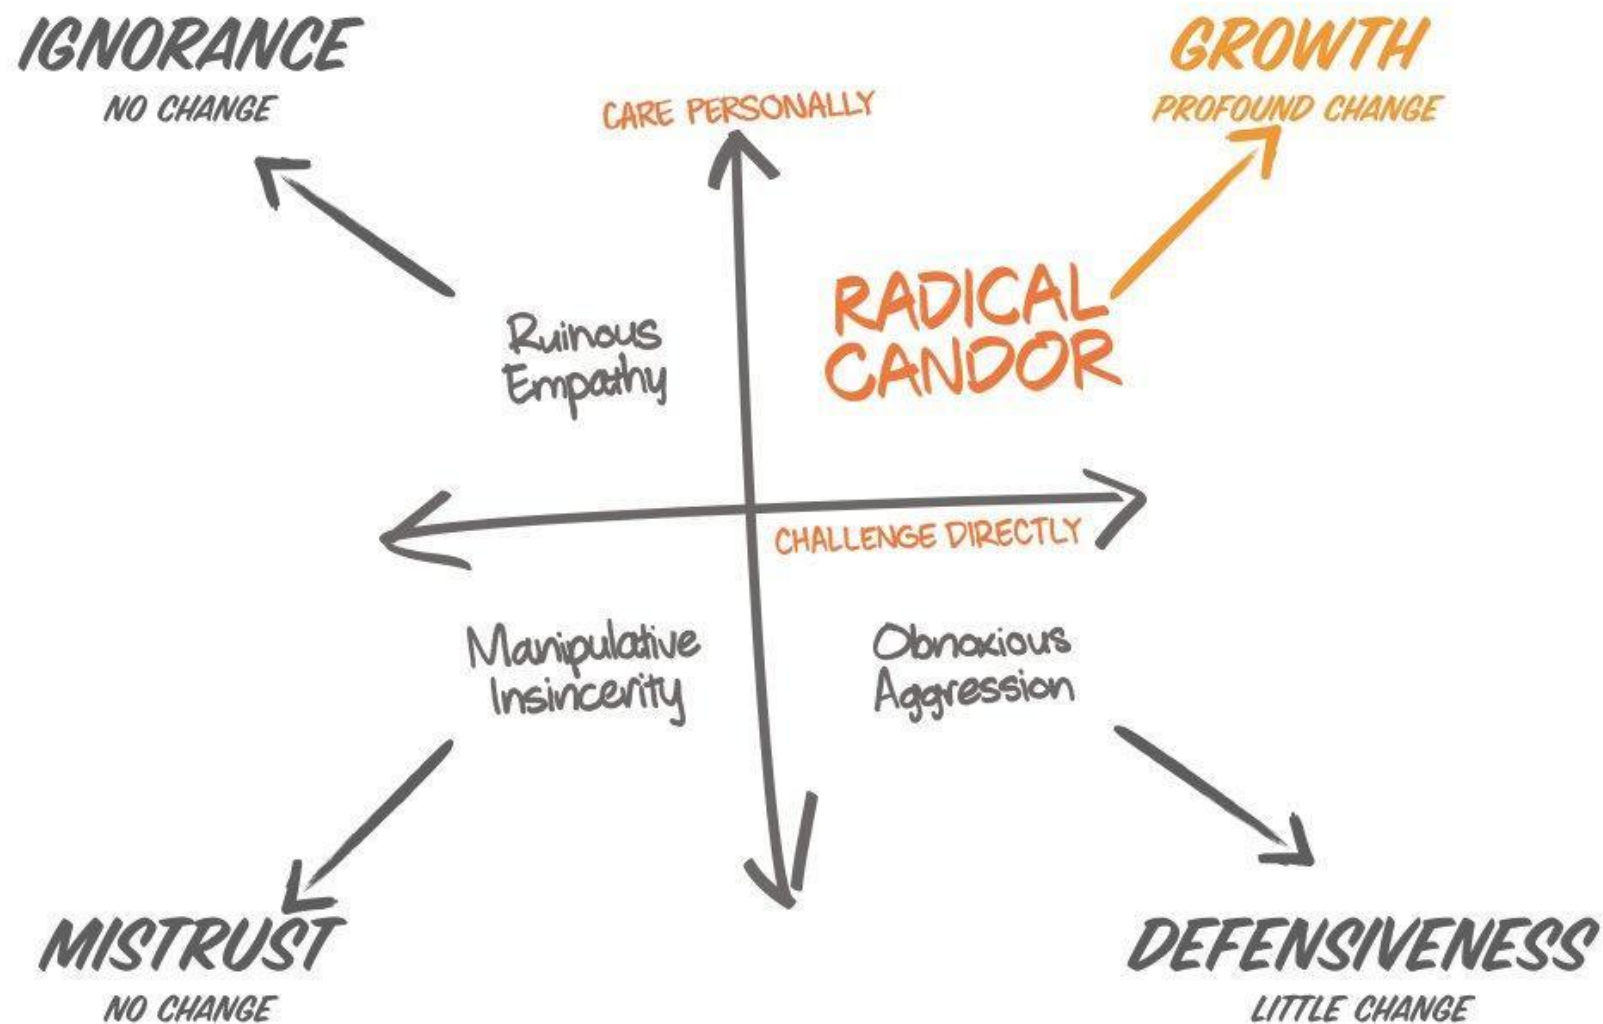 IGNORANCE
NO CHANGE
GROWTH
PROFOUND CHANGE
CARE PERSONALLY
RADICAL
CANDOR
Ruinous
Empathy
CHALLENGE DIRECTLY
Manipulative
Insincerity
Obnoxious
Aggression
MISTRUST
NO CHANGE
DEFENSIVENESS
LITTLE CHANGE